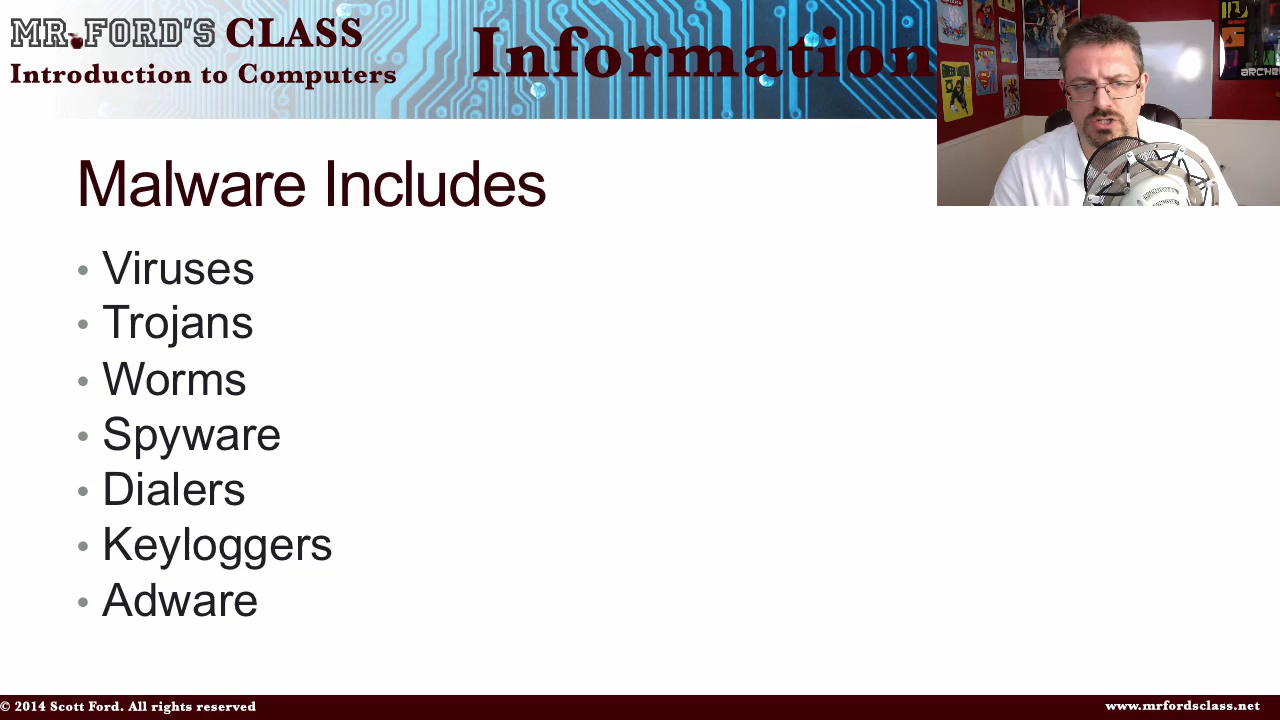 MR. FORD'S CLASS
Introduction to Computers
Information
Malware Includes
• Viruses
• Trojans
• Worms
• Spyware
• Dialers
• Keyloggers
• Adware
© 2014 Scott Ford. All rights reserved
www.mrfordsclass.net